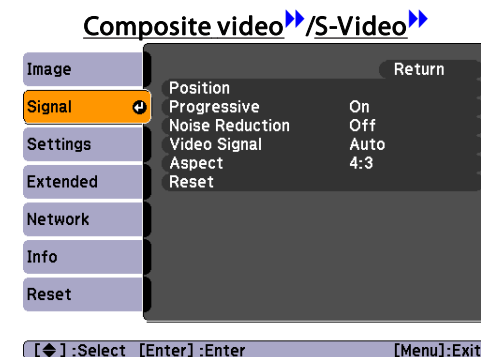 Composite video/S-Video
Image
Return
Position
Signal
Progressive On
Noise Reduction Off
Settings
Video Signal Auto
Aspect 4:3
Extended
Reset
Network
Info
Reset
[ ] :Select [Enter] :Enter [Menu]:Exit